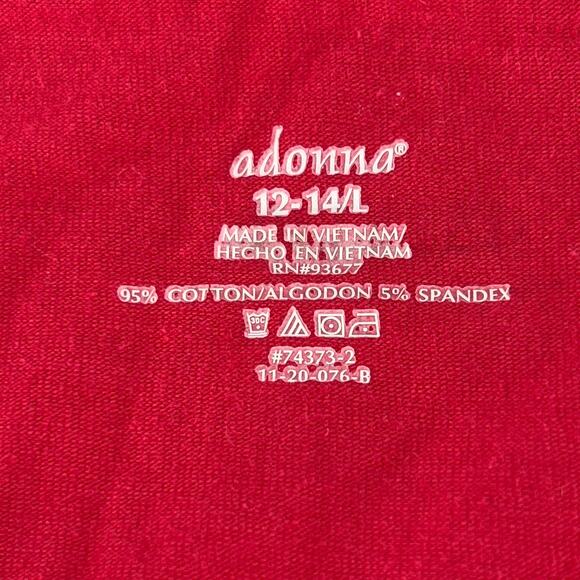 adonna®
12-14/L
MADE IN VIETNAM/
HECHO EN VIETNAM
RN#93677
95% COTTON/ALGODON 5% SPANDEX
30C
#74373-2
11-20-076-B